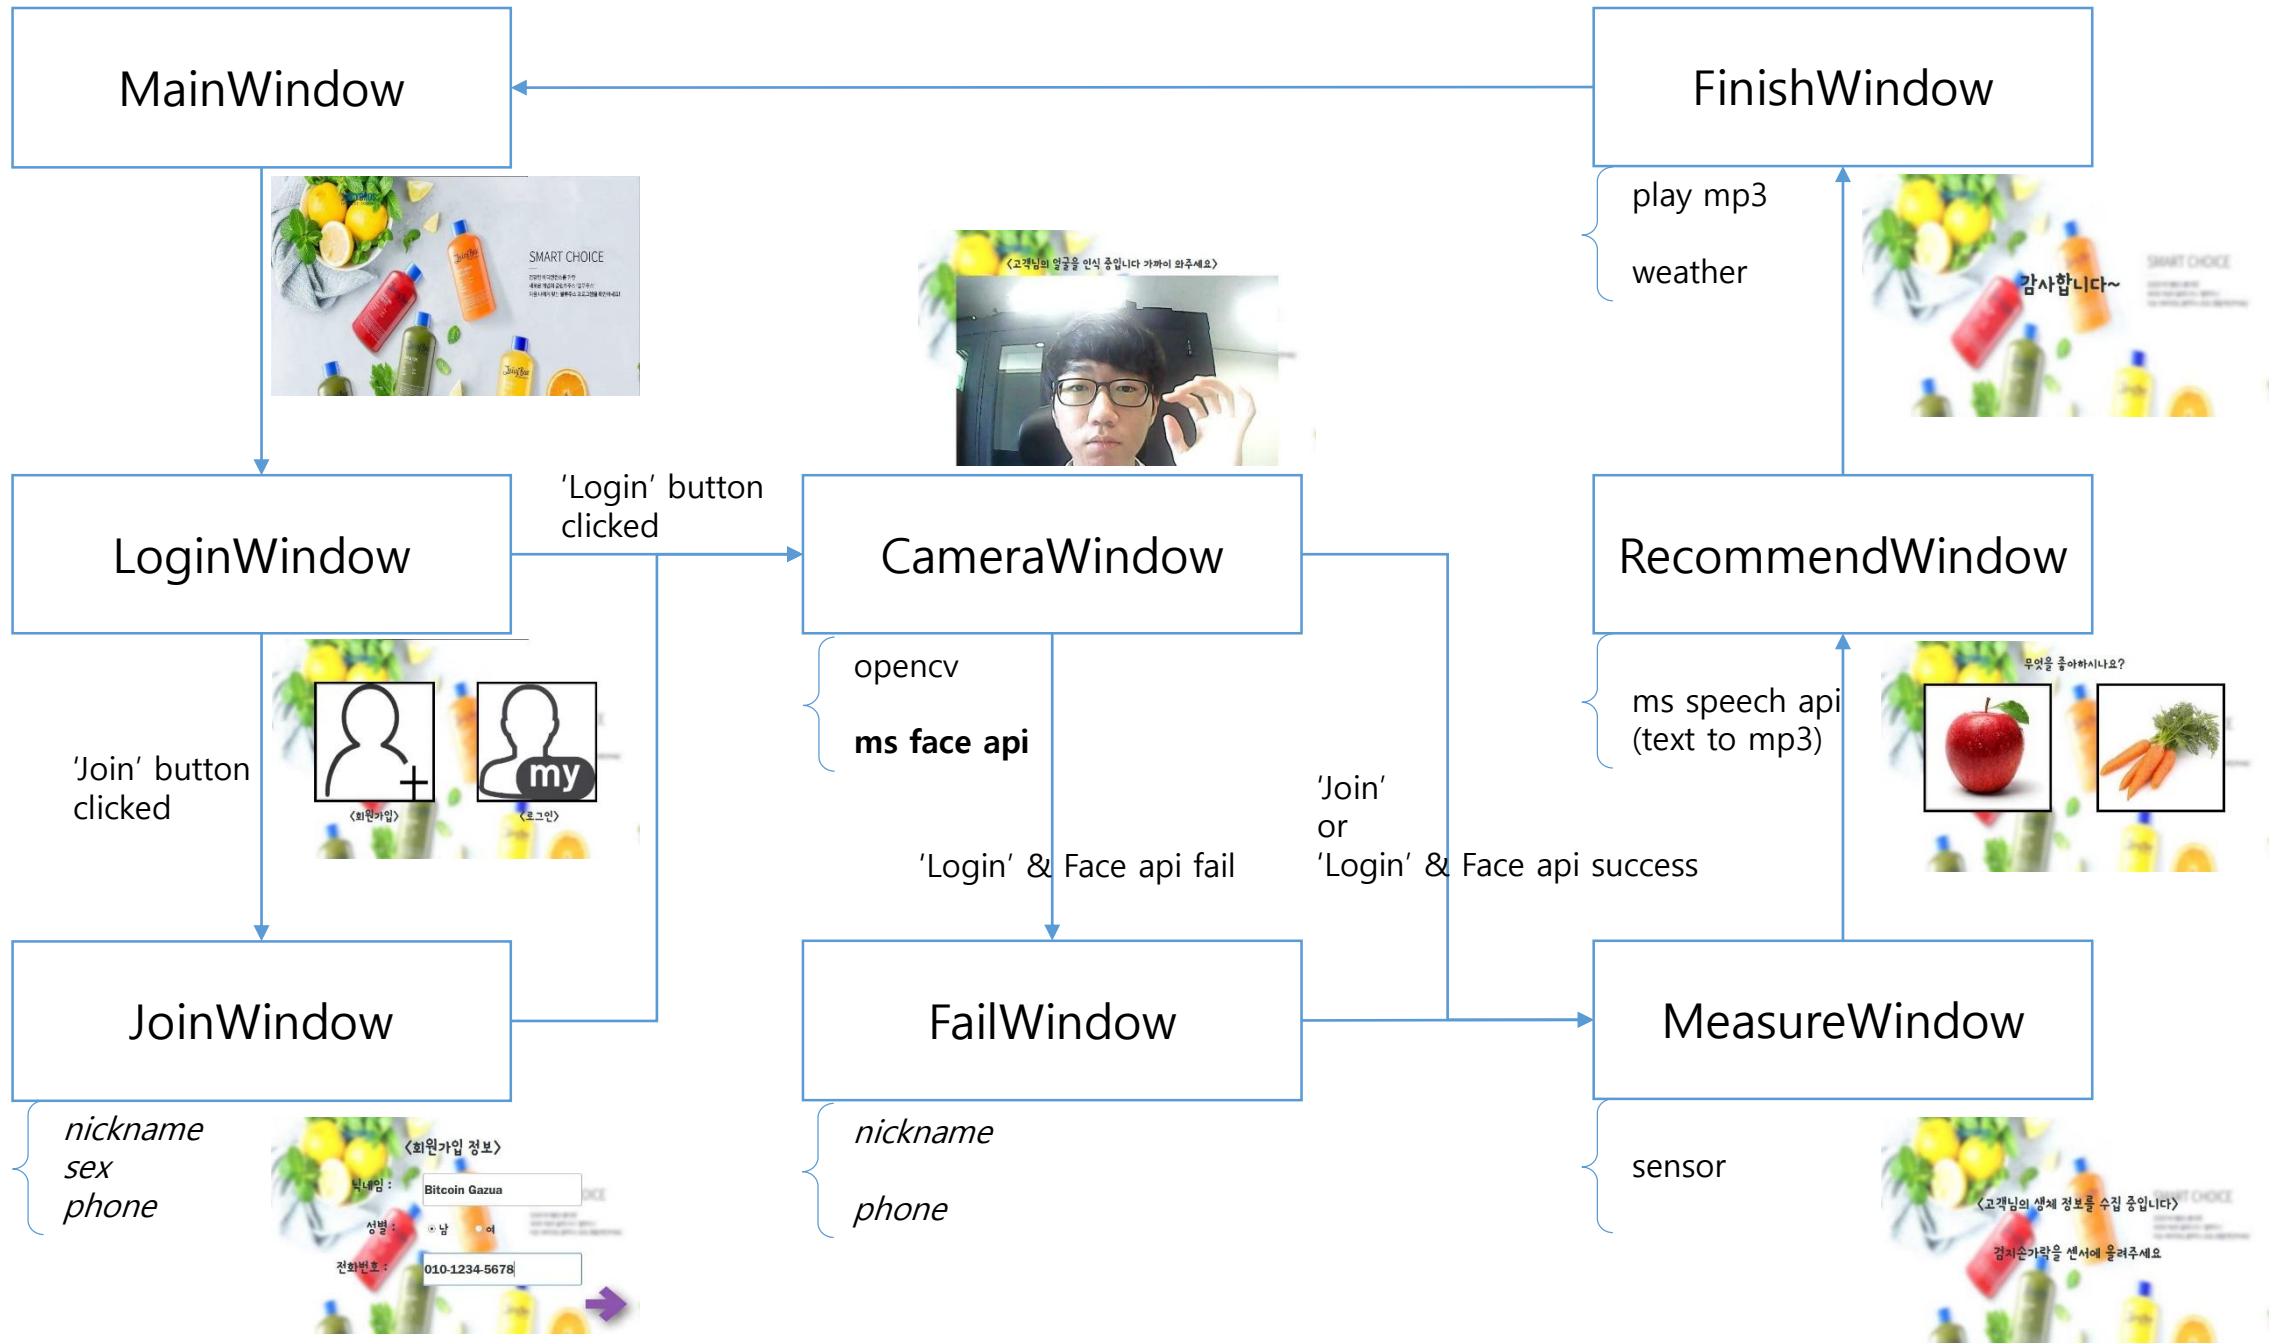 MainWindow
FinishWindow
SMART CHOICE
play mp3
weather
SMART CHOICE
감사합니다~
<고객님의 얼굴을 인식 중입니다 가까이 와주세요>
LoginWindow
'Login' button
clicked
CameraWindow
RecommendWindow
'Join' button
clicked
my
<회원가입>
<로그인>
opencv
ms face api
'Login' & Face api fail
'Join'
or
'Login' & Face api success
ms speech api
(text to mp3)
무엇을 좋아하시나요?
JoinWindow
FailWindow
MeasureWindow
nickname
sex
phone
<회원가입 정보>
닉네임 :
Bitcoin Gazua
성별 :
남
여
전화번호 :
010-1234-5678
nickname
phone
sensor
<고객님의 생체 정보를 수집 중입니다>
검지손가락을 센서에 올려주세요